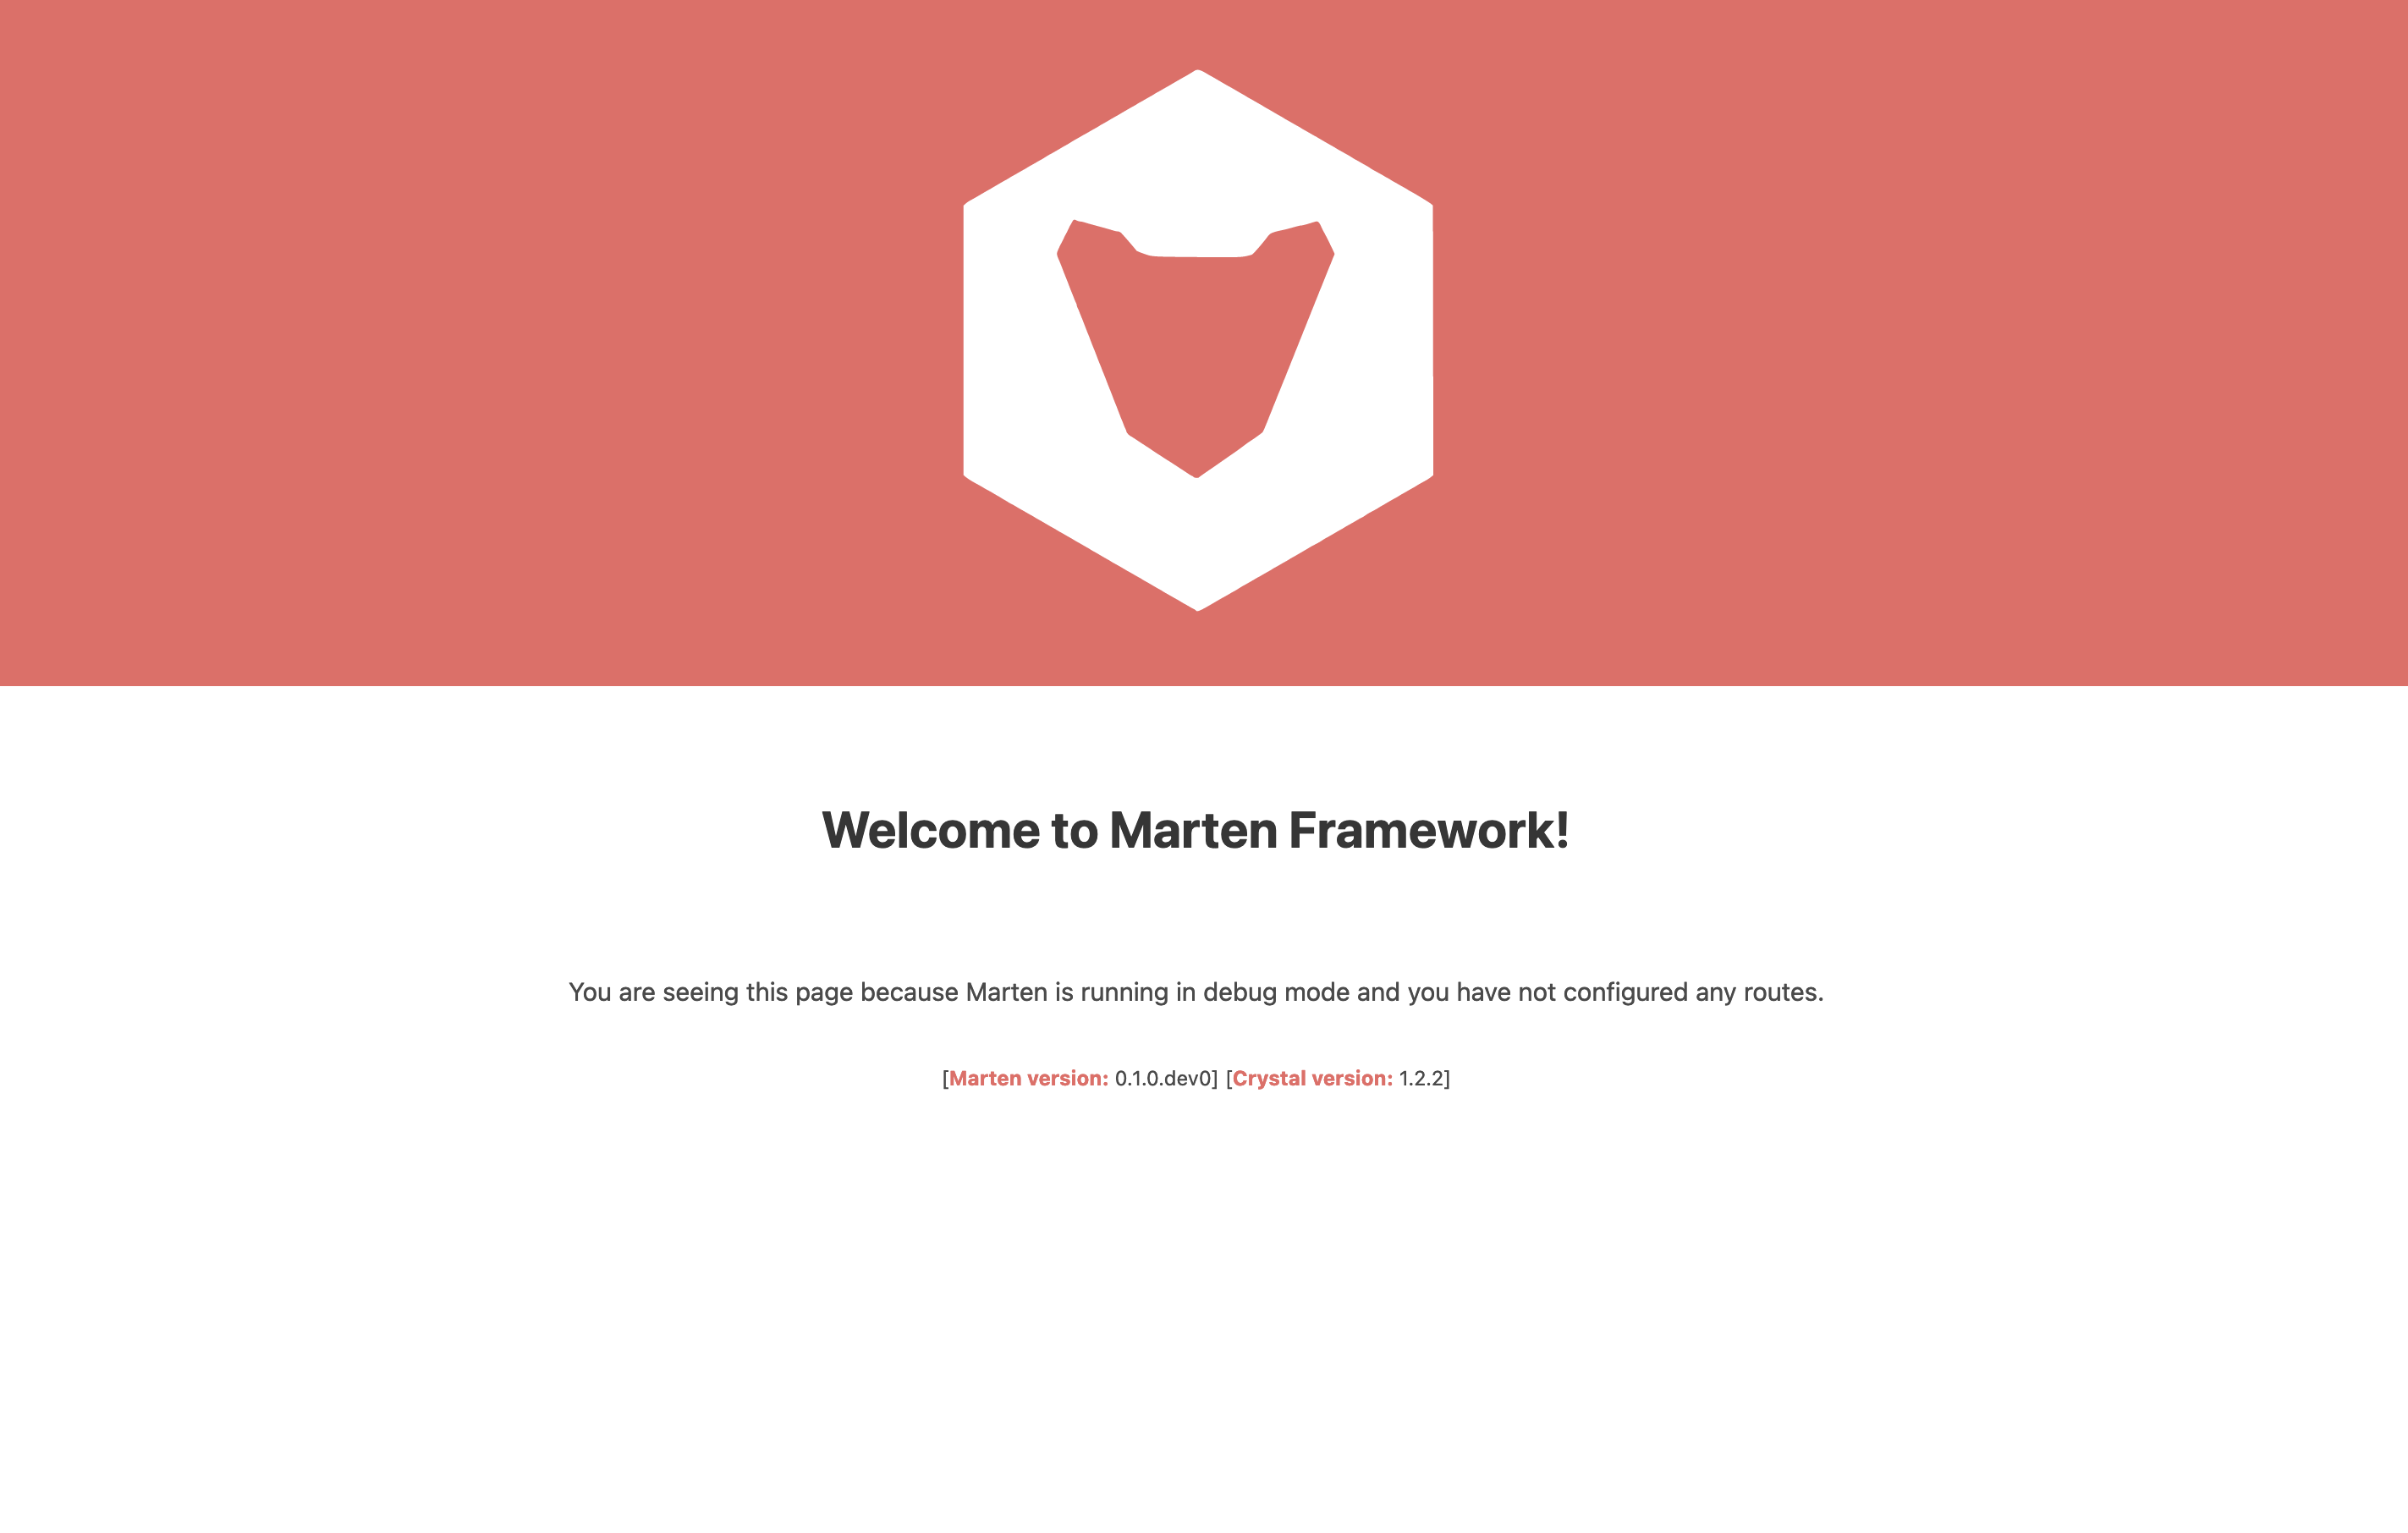 Welcome to Marten Framework!
You are seeing this page because Marten is running in debug mode and you have not configured any routes.
[Marten version: 0.1.0.dev0] [Crystal version: 1.2.2]